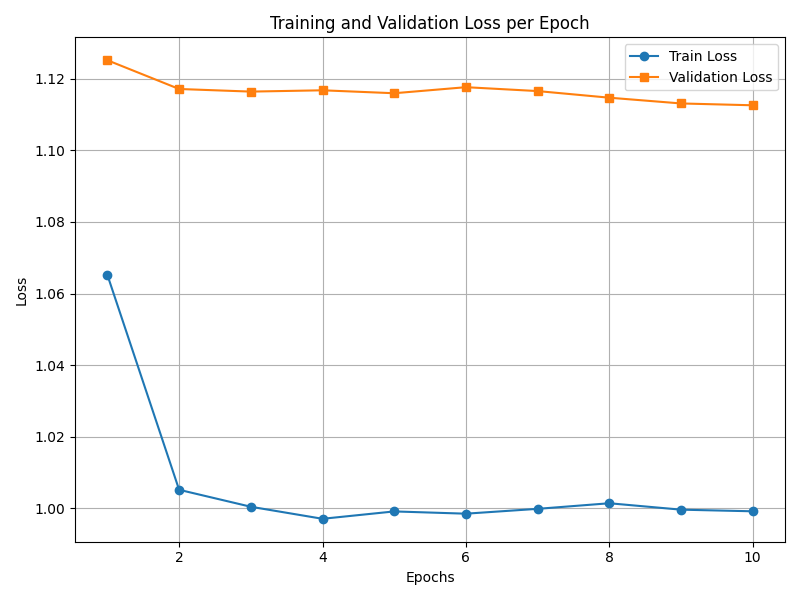 Training and Validation Loss per Epoch
Train Loss
Validation Loss
1.12
1.10
1.08
1.06
1.04
1.02
1.00
Loss
2 4 6 8 10
Epochs